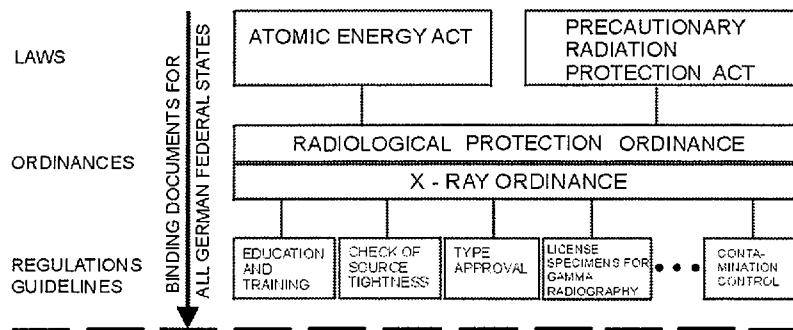 LAWS
BINDING DOCUMENTS FOR
ALL GERMAN FEDERAL STATES
ATOMIC ENERGY ACT
PRECAUTIONARY
RADIATION
PROTECTION ACT
ORDINANCES
RADIOLOGICAL PROTECTION ORDINANCE
X - RAY ORDINANCE
REGULATIONS
GUIDELINES
EDUCATION
AND
TRAINING
CHECK OF
SOURCE
TIGHTNESS
TYPE
APPROVAL
LICENSE
SPECIMENS FOR
GAMMA
RADIOGRAPHY
• • •
CONTA-
MINATION
CONTROL